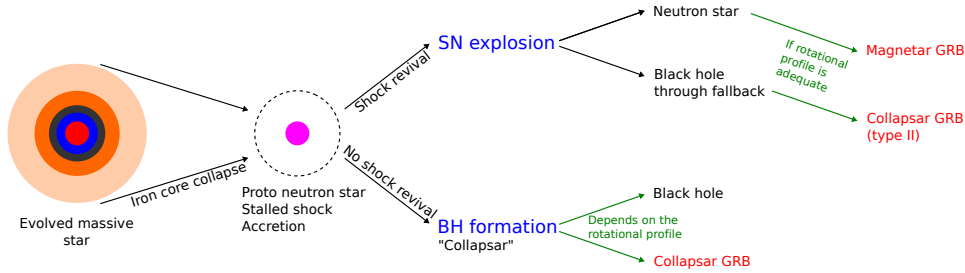 Evolved massive
star
Iron core collapse
Proto neutron star
Stalled shock
Accretion
Shock revival
No shock revival
SN explosion
BH formation
"Collapsar"
Neutron star
Black hole
through fallback
If rotational
profile is
adequate
Magnetar GRB
Collapsar GRB
(type II)
Black hole
Depends on the
rotational profile
Collapsar GRB